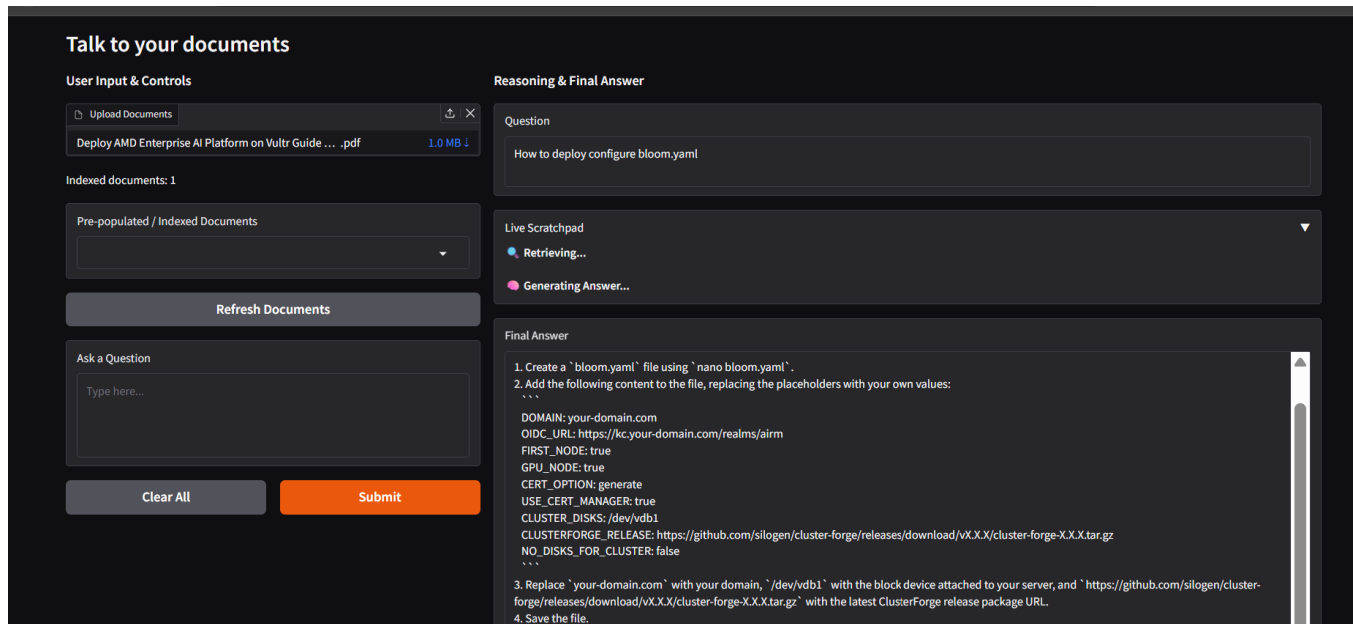 Talk to your documents
User Input & Controls
Upload Documents
Deploy AMD Enterprise AI Platform on Vultr Guide ... .pdf
1.0 MB ↓
Indexed documents: 1
Pre-populated / Indexed Documents
Refresh Documents
Ask a Question
Type here...
Clear All
Submit
Reasoning & Final Answer
Question
How to deploy configure bloom.yaml
Live Scratchpad
Retrieving...
Generating Answer...
Final Answer
1. Create a `bloom.yaml` file using `nano bloom.yaml`.
2. Add the following content to the file, replacing the placeholders with your own values:
```
DOMAIN: your-domain.com
OIDC_URL: https://kc.your-domain.com/realms/airm
FIRST_NODE: true
GPU_NODE: true
CERT_OPTION: generate
USE_CERT_MANAGER: true
CLUSTER_DISKS: /dev/vdb1
CLUSTERFORGE_RELEASE: https://github.com/silogen/cluster-forge/releases/download/vX.X.X/cluster-forge-X.X.X.tar.gz
NO_DISKS_FOR_CLUSTER: false
```
3. Replace `your-domain.com` with your domain, `/dev/vdb1` with the block device attached to your server, and `https://github.com/silogen/cluster-
forge/releases/download/vX.X.X/cluster-forge-X.X.X.tar.gz` with the latest ClusterForge release package URL.
4. Save the file.